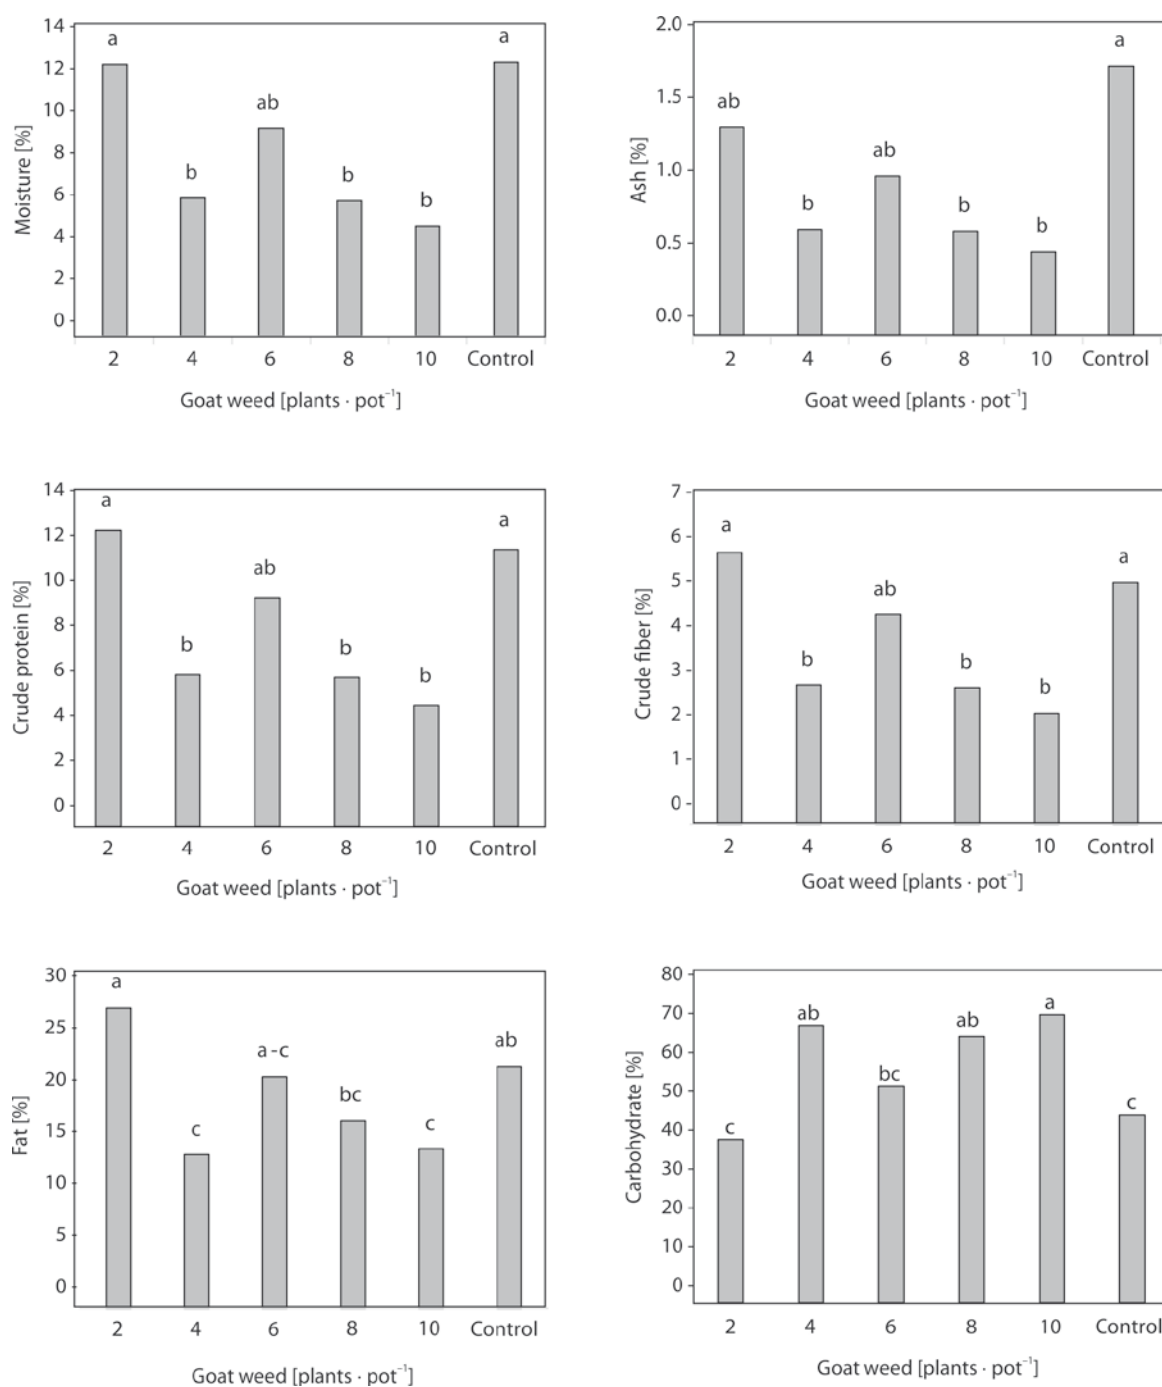 Moisture [%]
14
12
10
8
6
4
2
0
a
b
ab
b
b
a
2 4 6 8 10 Control
Goat weed [plants · pot⁻¹]
Ash [%]
2.0
1.5
1.0
0.5
0.0
ab
b
ab
b
b
a
2 4 6 8 10 Control
Goat weed [plants · pot⁻¹]
Crude protein [%]
14
12
10
8
6
4
2
0
a
b
ab
b
b
a
2 4 6 8 10 Control
Goat weed [plants · pot⁻¹]
Crude fiber [%]
7
6
5
4
3
2
1
0
a
b
ab
b
b
a
2 4 6 8 10 Control
Goat weed [plants · pot⁻¹]
Fat [%]
30
25
20
15
10
5
0
a
c
a-c
bc
c
ab
2 4 6 8 10 Control
Goat weed [plants · pot⁻¹]
Carbohydrate [%]
80
70
60
50
40
30
20
10
0
c
ab
bc
ab
a
c
2 4 6 8 10 Control
Goat weed [plants · pot⁻¹]